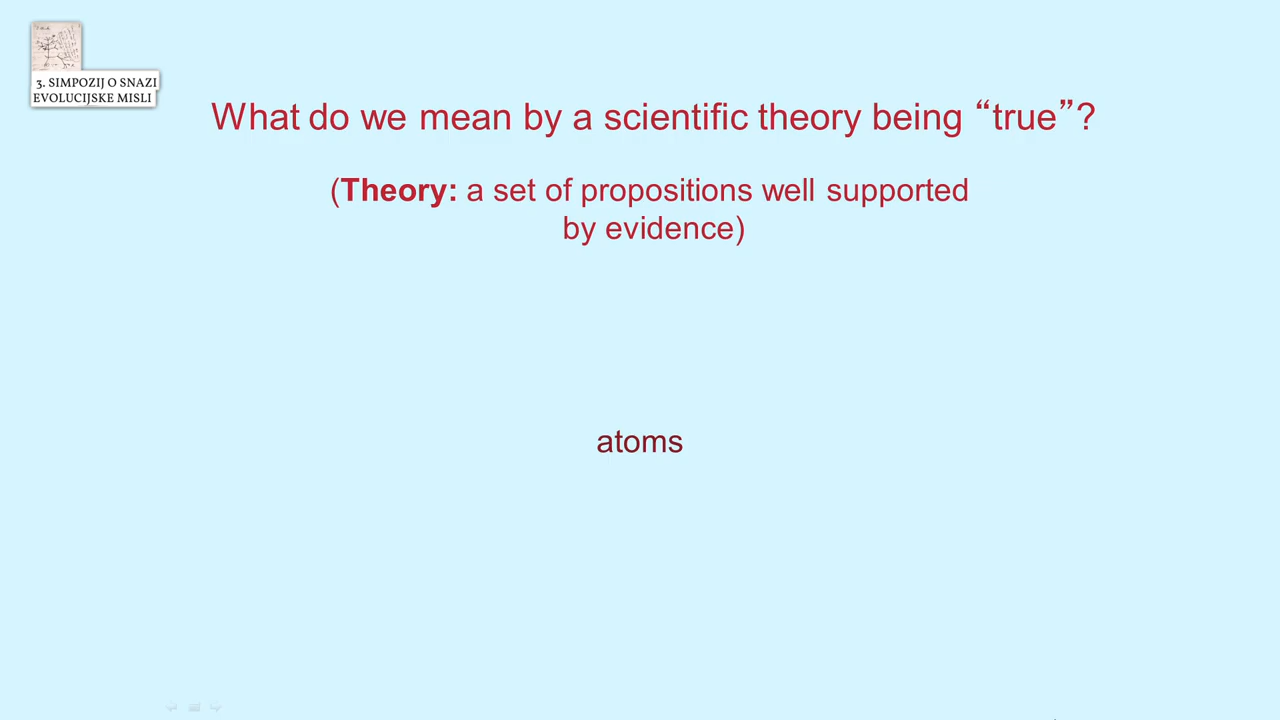 3. SIMPOZIJ O SNAZI
EVOLUCIJSKE MISLI
What do we mean by a scientific theory being “true”?
(Theory: a set of propositions well supported
by evidence)
atoms